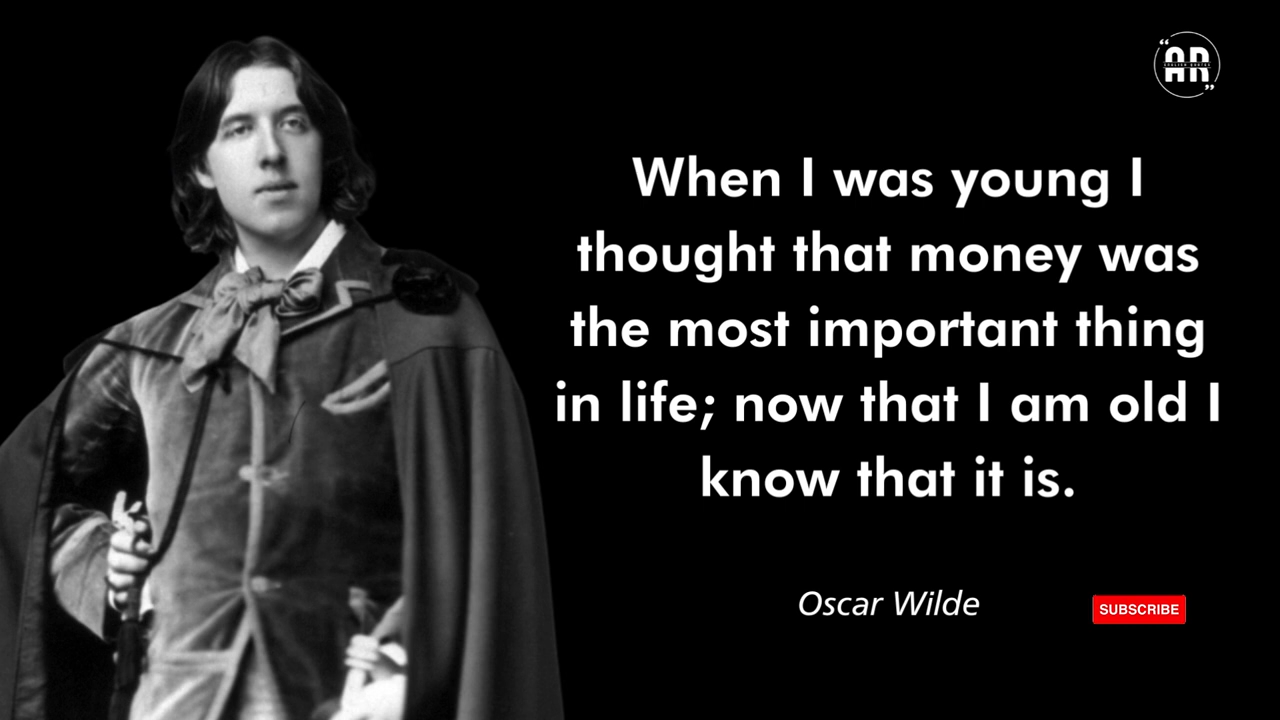 AR
When I was young I
thought that money was
the most important thing
in life; now that I am old I
know that it is.
Oscar Wilde
SUBSCRIBE